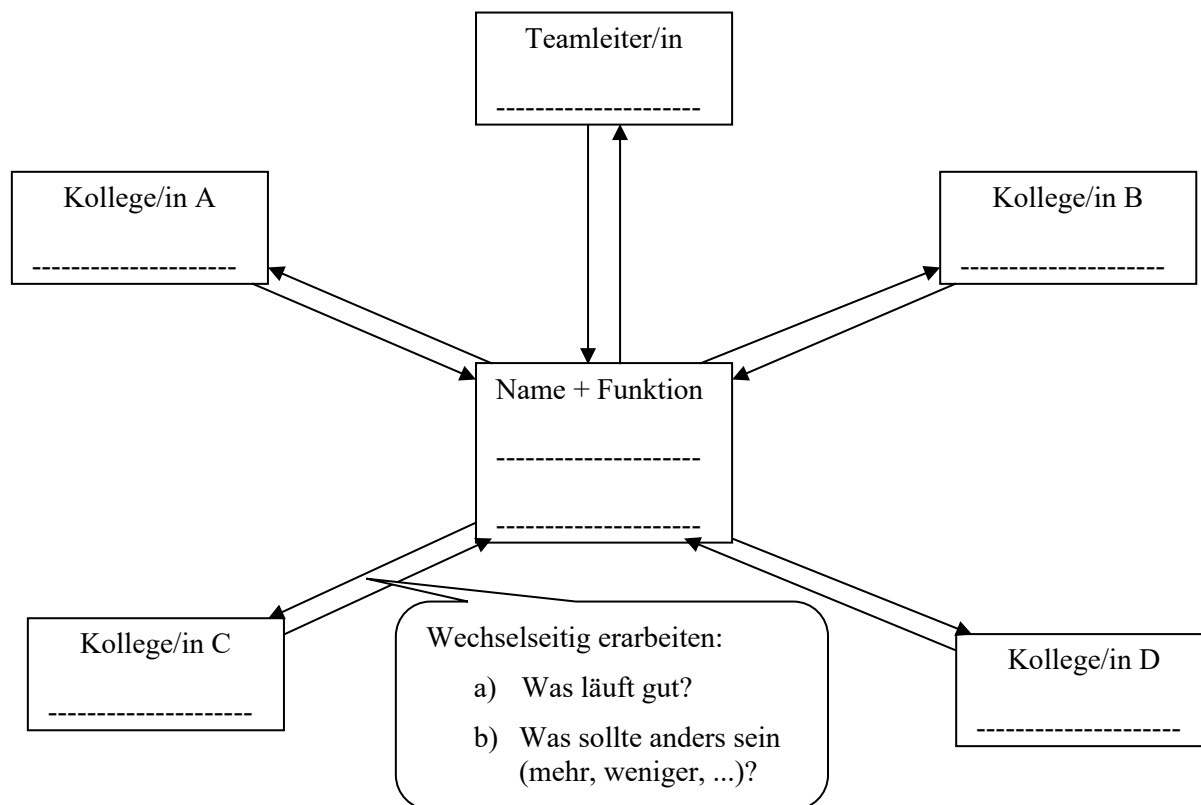 Teamleiter/in
---------------------
Kollege/in A
---------------------
Kollege/in B
---------------------
Name + Funktion
---------------------
---------------------
Kollege/in C
---------------------
Wechselseitig erarbeiten:
a) Was läuft gut?
b) Was sollte anders sein
(mehr, weniger, ...)?
Kollege/in D
---------------------